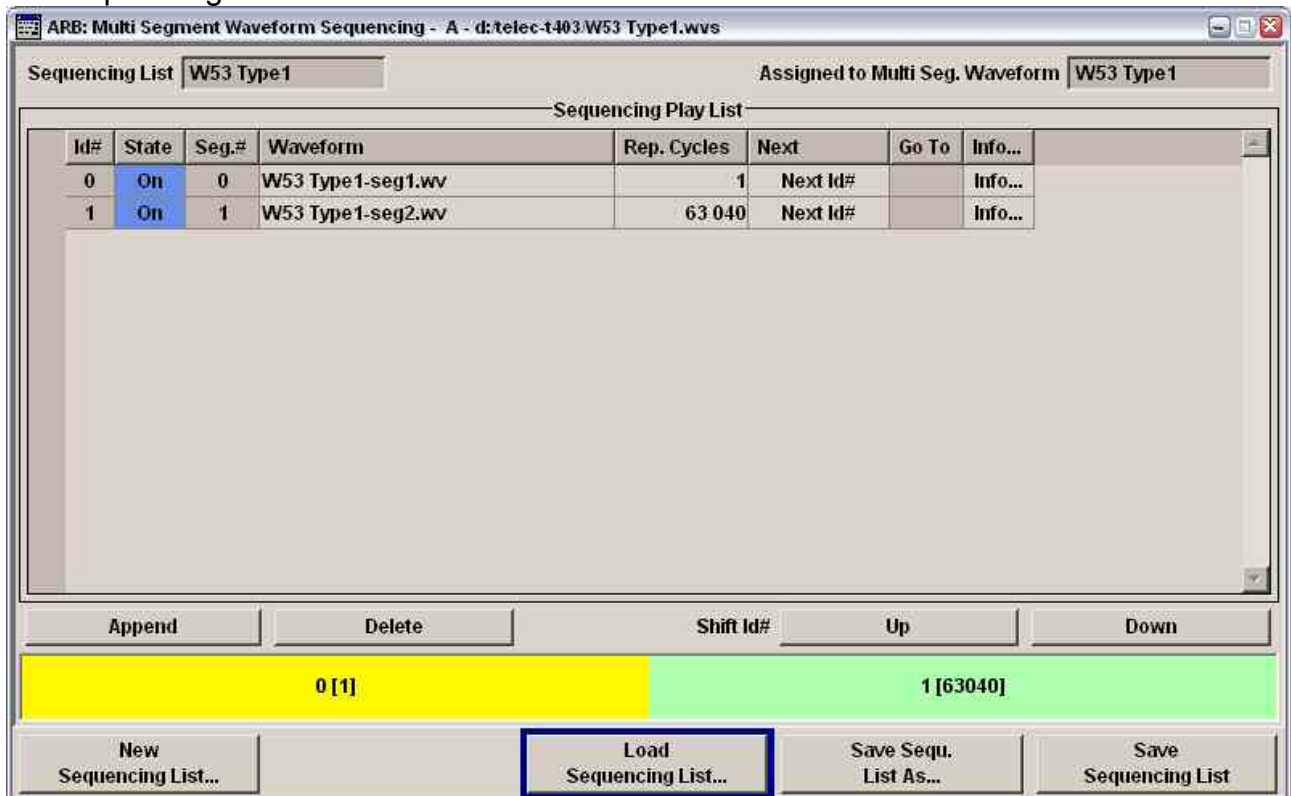 ARB: Multi Segment Waveform Sequencing - A - d:/telec-t403/W53 Type1.wvs
Sequencing List W53 Type1 Assigned to Multi Seg. Waveform W53 Type1
Sequencing Play List
Id# State Seg.# Waveform Rep. Cycles Next Go To Info...
0 On 0 W53 Type1-seg1.wv 1 Next Id# Info...
1 On 1 W53 Type1-seg2.wv 63 040 Next Id# Info...
Append Delete Shift Id# Up Down
0 [1] 1 [63040]
New Sequencing List... Load Sequencing List... Save Sequ. List As... Save Sequencing List